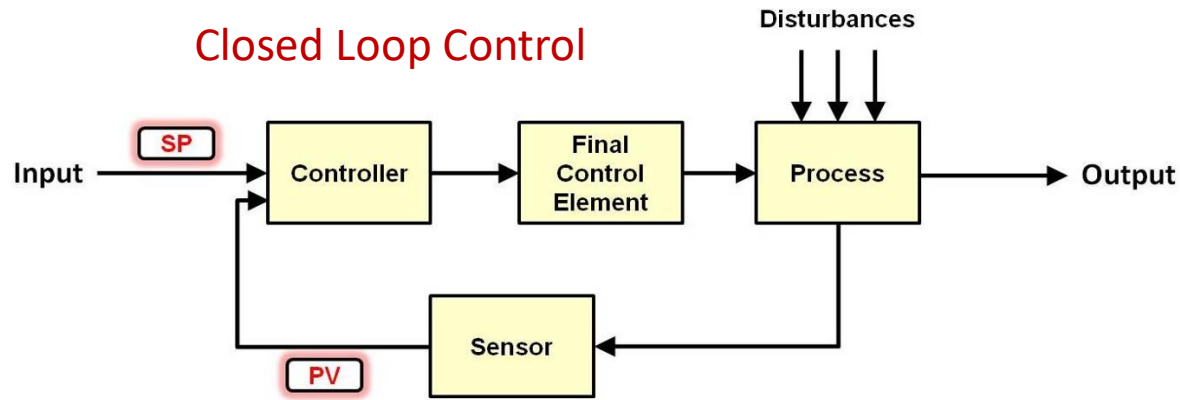 Closed Loop Control
Disturbances
SP
Input
Controller
Final
Control
Element
Process
Output
Sensor
PV